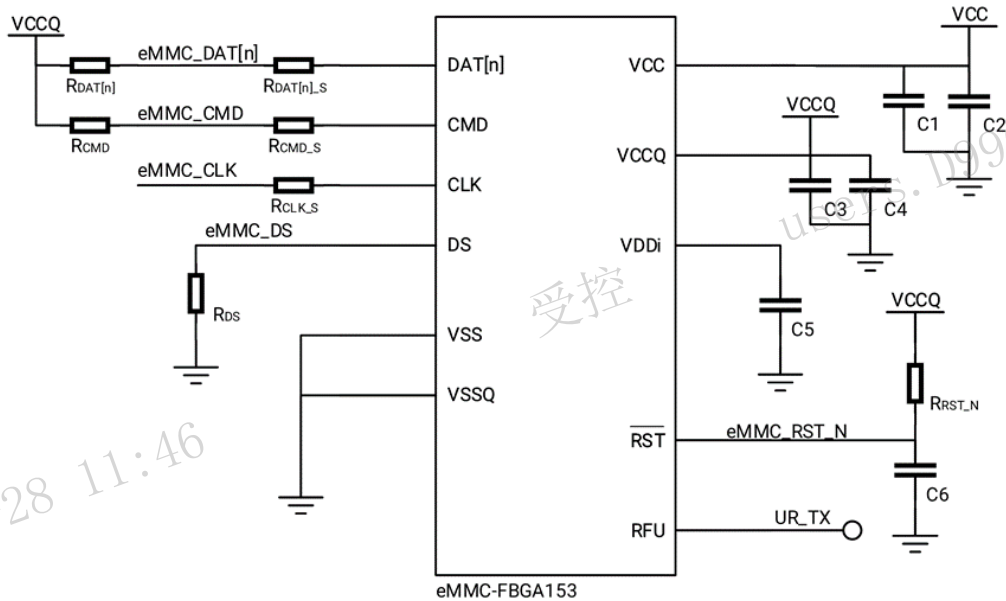 VCCQ
VCC
eMMC_DAT[n]
DAT[n]
VCC
RDAT[n]
RDAT[n]_S
C1
C2
eMMC_CMD
CMD
VCCQ
RCMD
RCMD_S
VCCQ
eMMC_CLK
CLK
C3
C4
RCLK_S
users.D99
eMMC_DS
DS
VDDi
受控
RDS
C5
VCCQ
VSS
VSSQ
RRST_N
RST
eMMC_RST_N
28 11:46
C6
RFU
UR_TX
eMMC-FBGA153